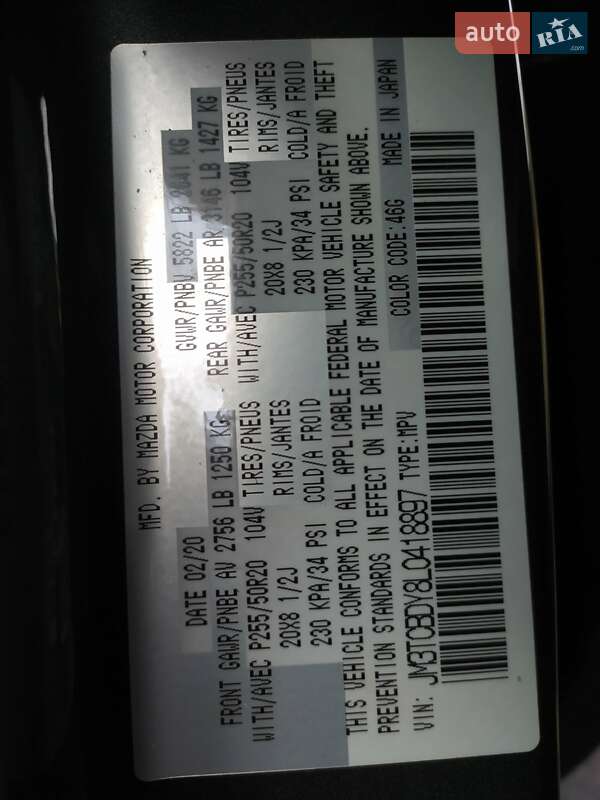 auto RIA.com
MFD. BY MAZDA MOTOR CORPORATION
DATE 02/20 GVWR/PNBV 5822 LB 2641 KG
FRONT GAWR/PNBE AV 2756 LB 1250 KG REAR GAWR/PNBE AR 3146 LB 1427 KG
WITH/AVEC P255/50R20 104V TIRES/PNEUS WITH/AVEC P255/50R20 104V TIRES/PNEUS
20X8 1/2J RIMS/JANTES 20X8 1/2J RIMS/JANTES
230 KPA/34 PSI COLD/A FROID 230 KPA/34 PSI COLD/A FROID
THIS VEHICLE CONFORMS TO ALL APPLICABLE FEDERAL MOTOR VEHICLE SAFETY AND THEFT
PREVENTION STANDARDS IN EFFECT ON THE DATE OF MANUFACTURE SHOWN ABOVE.
VIN: JM3TCBDY8L0418897 TYPE:MPV COLOR CODE:46G MADE IN JAPAN